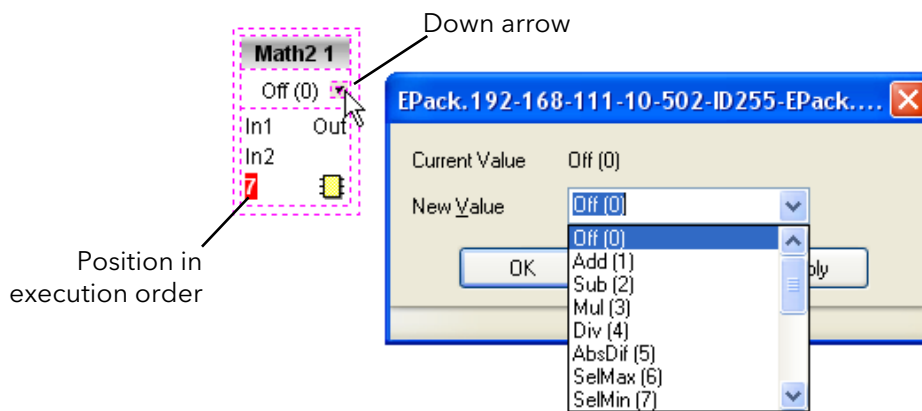 Down arrow
Math2 1
Off (0)
In1 Out
In2
7
Position in
execution order
EPack.192-168-111-10-502-ID255-EPack....
Current Value Off (0)
New Value Off (0)
Off (0)
Add (1)
Sub (2)
Mul (3)
Div (4)
AbsDif (5)
SelMax (6)
SelMin (7)
OK